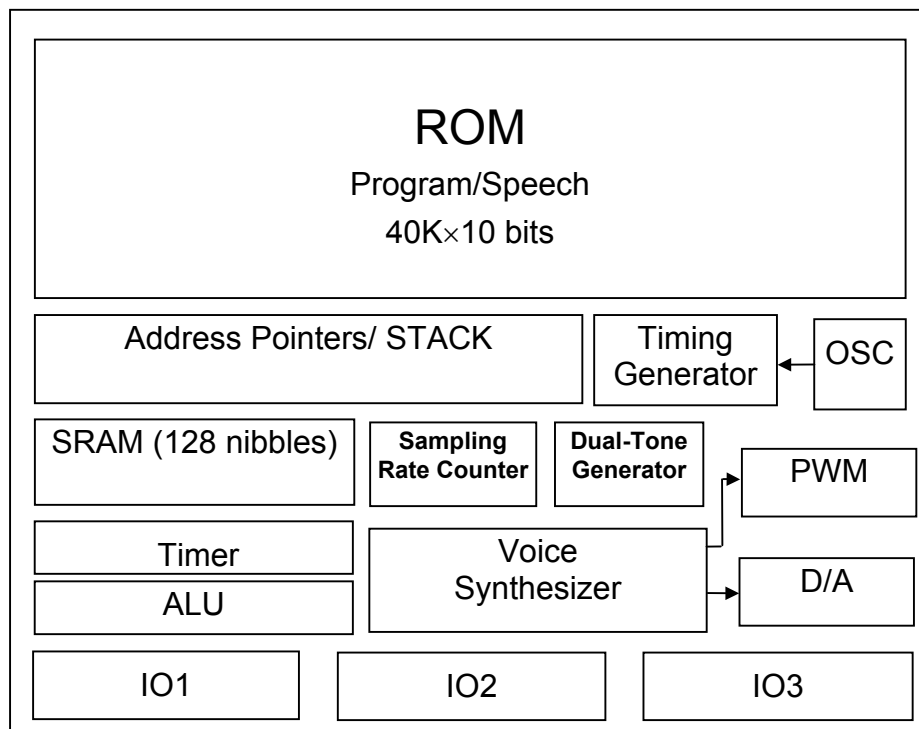 ROM
Program/Speech
40K×10 bits
Address Pointers/ STACK
Timing
Generator
OSC
SRAM (128 nibbles)
Sampling
Rate Counter
Dual-Tone
Generator
PWM
Timer
Voice
Synthesizer
D/A
ALU
IO1
IO2
IO3